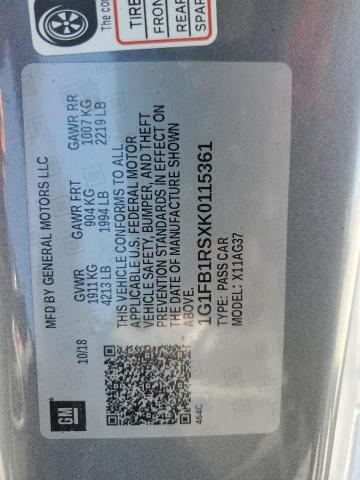 The co
TIRE
FRON
REAR
SPAR
MFD BY GENERAL MOTORS LLC
10/18
GVWR GAWR FRT GAWR RR
1911 KG 904 KG 1007 KG
4213 LB 1994 LB 2219 LB
THIS VEHICLE CONFORMS TO ALL
APPLICABLE U.S. FEDERAL MOTOR
VEHICLE SAFETY, BUMPER, AND THEFT
PREVENTION STANDARDS IN EFFECT ON
THE DATE OF MANUFACTURE SHOWN
ABOVE.
1G1FB1RSXK0115361
TYPE: PASS CAR
MODEL: X11AG37
GM
464C